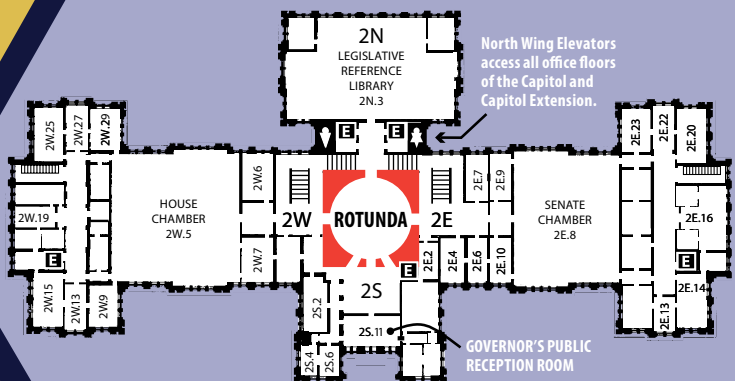 2N
LEGISLATIVE
REFERENCE
LIBRARY
2N.3
North Wing Elevators
access all office floors
of the Capitol and
Capitol Extension.
E
E
2W.25
2W.27
2W.29
2W.19
E
2W.15
2W.13
2W.9
HOUSE
CHAMBER
2W.5
2W.6
2W.7
2W
ROTUNDA
2E
2E.7
2E.9
2E.2
2E.4
2E.6
2E.10
SENATE
CHAMBER
2E.8
2E.23
2E.22
2E.20
2E.16
E
2E.14
2E.13
E
2S
2S.2
2S.11
2S.4
2S.6
GOVERNOR'S PUBLIC
RECEPTION ROOM